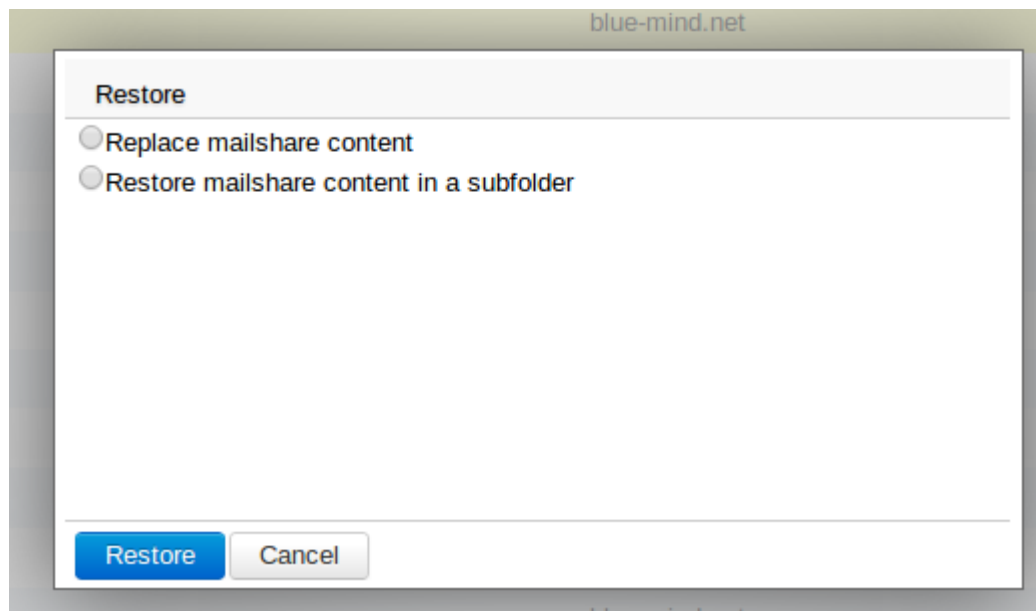 blue-mind.net
Restore
Replace mailshare content
Restore mailshare content in a subfolder
Restore Cancel